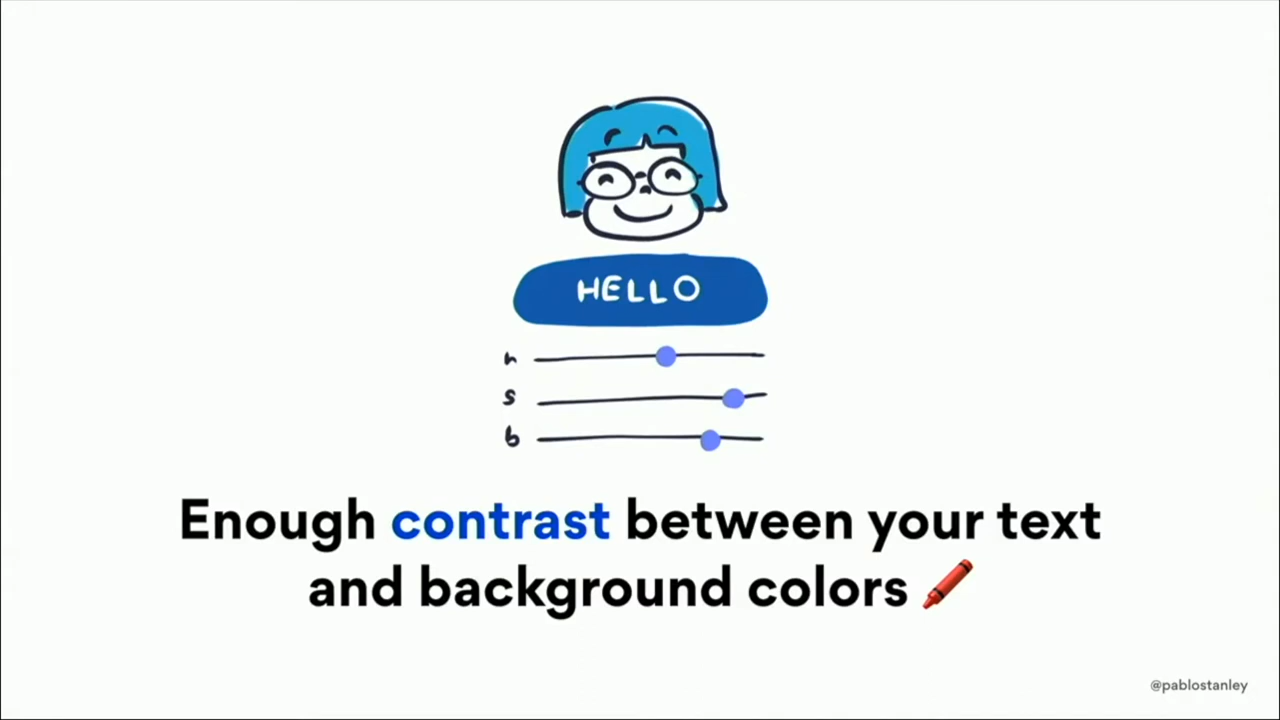 HELLO
h
s
b
Enough contrast between your text
and background colors
@pablostanley